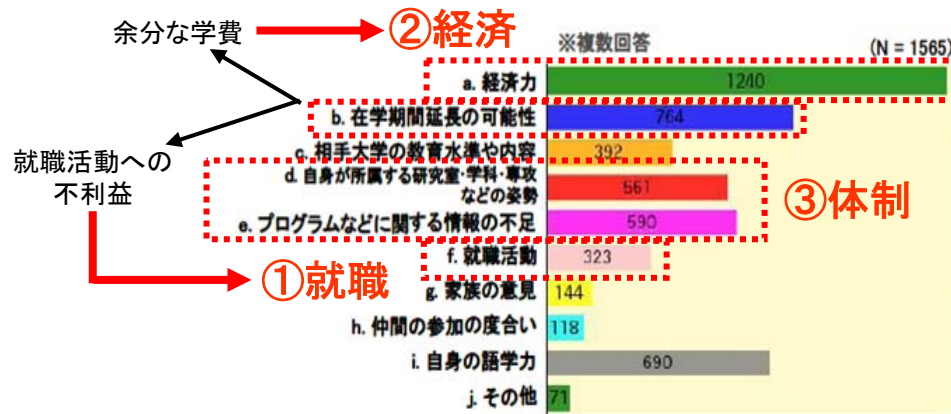 余分な学費
②経済
※複数回答
(N = 1565)
a. 経済力
1240
b. 在学期間延長の可能性
764
就職活動への
不利益
c. 相手大学の教育水準や内容
392
d. 自身が所属する研究室・学科・専攻
などの姿勢
561
③体制
e. プログラムなどに関する情報の不足
590
f. 就職活動
323
①就職
g. 家族の意見
144
h. 仲間の参加の度合い
118
i. 自身の語学力
690
j. その他
71